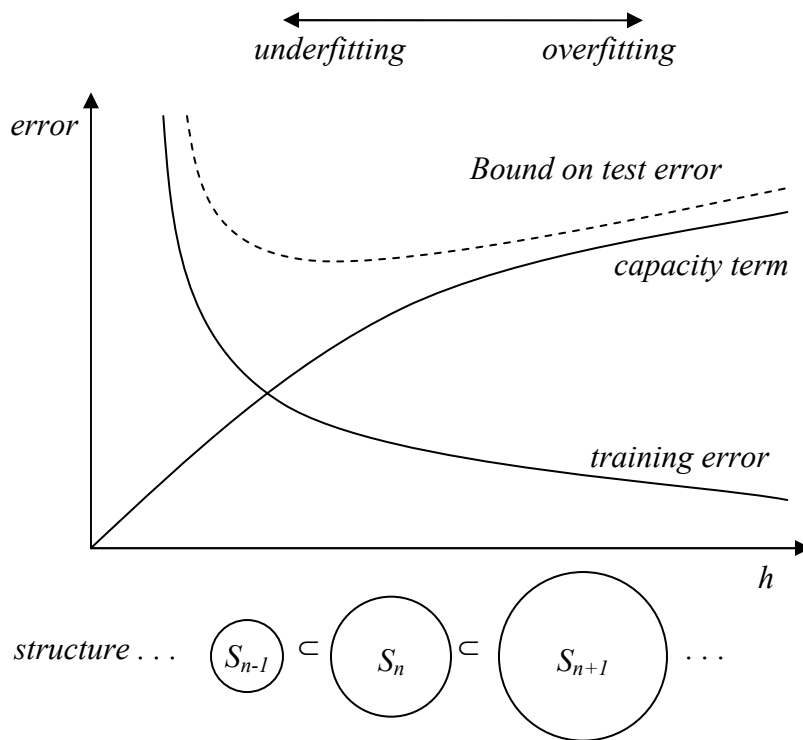 underfitting overfitting
error
Bound on test error
capacity term
training error
h
structure . . . S_{n-1} ⊂ S_n ⊂ S_{n+1} . . .